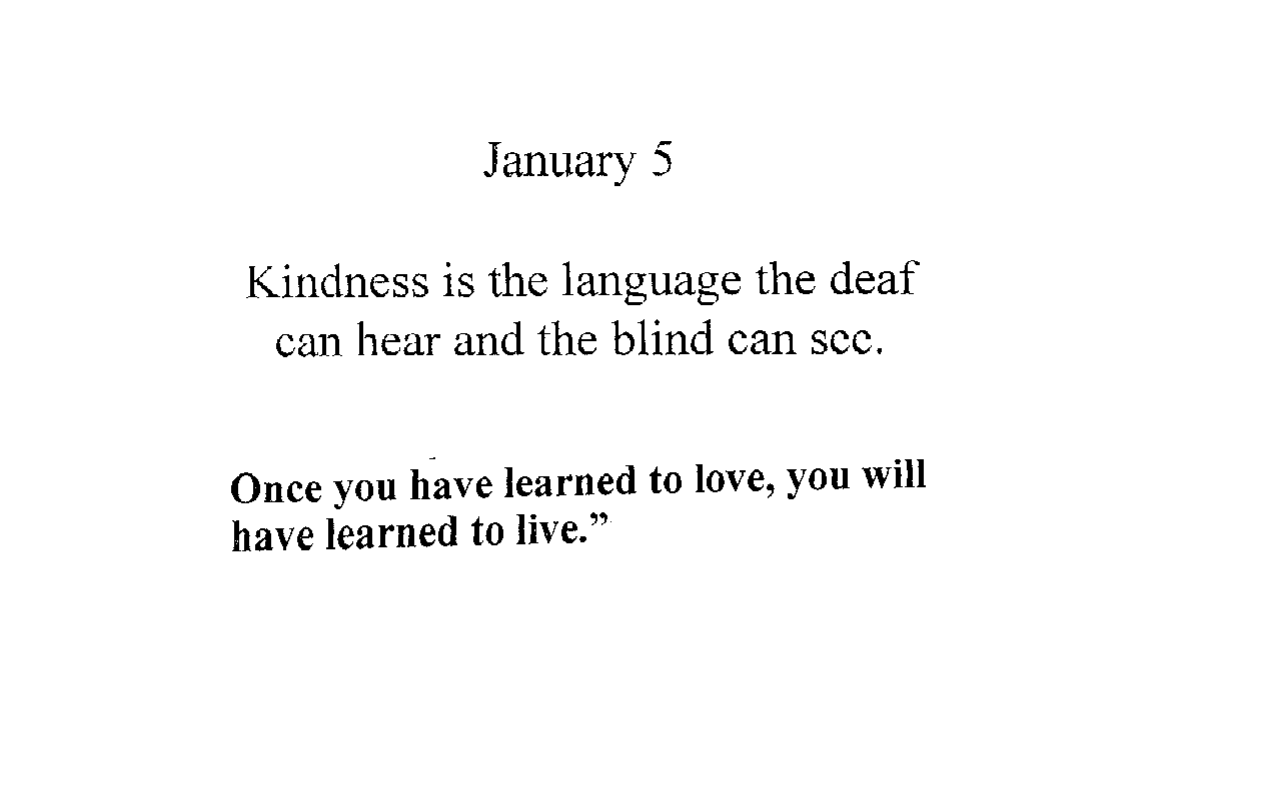 January 5
Kindness is the language the deaf
can hear and the blind can see.
Once you have learned to love, you will
have learned to live.”